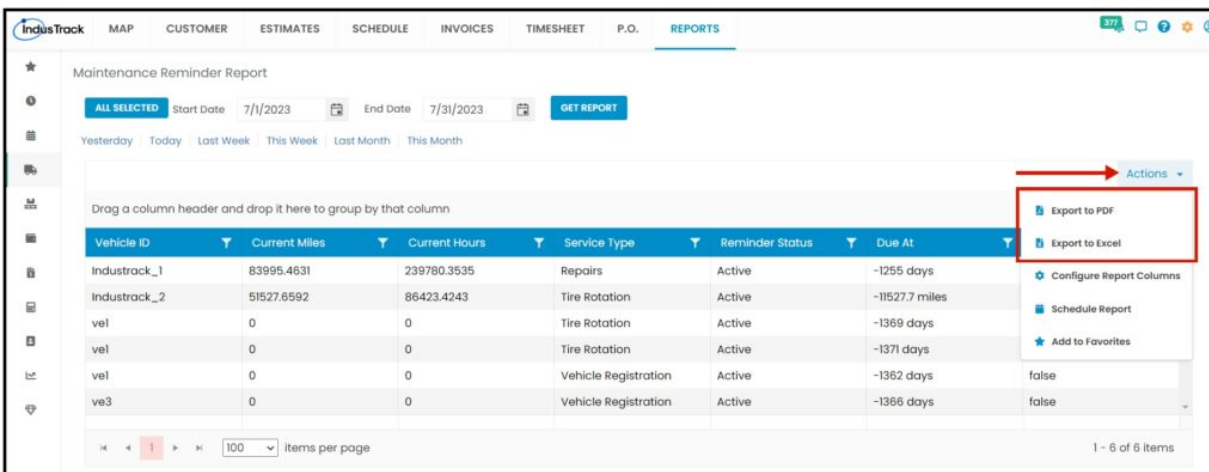 IndusTrack MAP CUSTOMER ESTIMATES SCHEDULE INVOICES TIMESHEET P.O. REPORTS 377
Maintenance Reminder Report
ALL SELECTED Start Date 7/1/2023 End Date 7/31/2023 GET REPORT
Yesterday Today Last Week This Week Last Month This Month
Actions
Drag a column header and drop it here to group by that column
Export to PDF
Vehicle ID Current Miles Current Hours Service Type Reminder Status Due At
Export to Excel
Industrack_1 83995.4631 239780.3535 Repairs Active -1255 days
Configure Report Columns
Industrack_2 51527.6592 86423.4243 Tire Rotation Active -11527.7 miles
Schedule Report
ve1 0 0 Tire Rotation Active -1369 days
ve1 0 0 Tire Rotation Active -1371 days
Add to Favorites
ve1 0 0 Vehicle Registration Active -1362 days false
ve3 0 0 Vehicle Registration Active -1366 days false
1 100 items per page 1 - 6 of 6 items